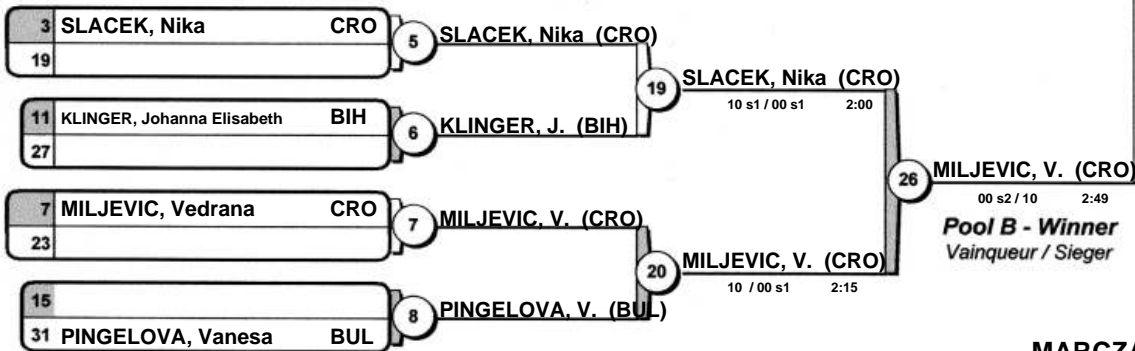 3 SLACEK, Nika CRO
19
5
SLACEK, Nika (CRO)
11 KLINGER, Johanna Elisabeth BIH
27
6
KLINGER, J. (BIH)
19
SLACEK, Nika (CRO)
10 s1 / 00 s1 2:00
7 MILJEVIC, Vedrana CRO
23
7
MILJEVIC, V. (CRO)
15
31 PINGELOVA, Vanesa BUL
8
PINGELOVA, V. (BUL)
20
MILJEVIC, V. (CRO)
10 / 00 s1 2:15
26
MILJEVIC, V. (CRO)
00 s2 / 10 2:49
Pool B - Winner
Vainqueur / Sieger